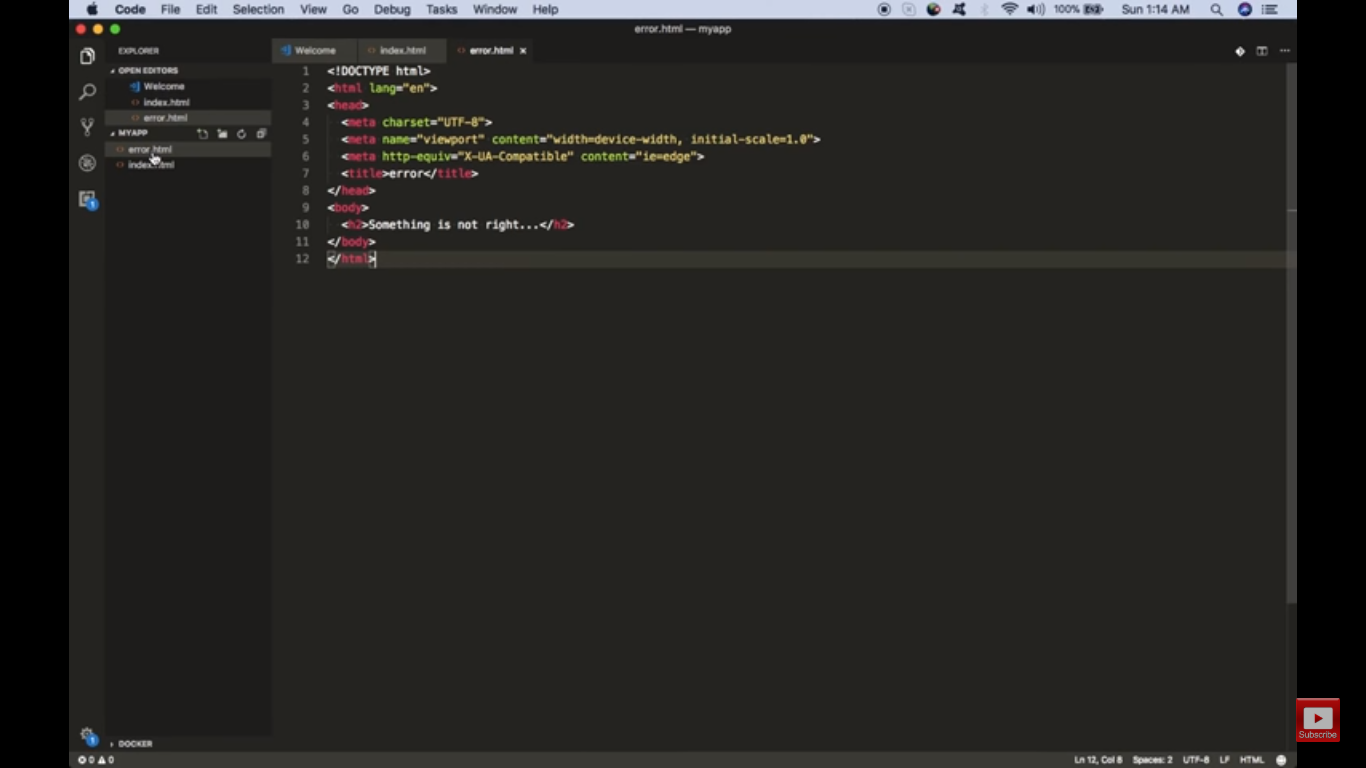 Code File Edit Selection View Go Debug Tasks Window Help 100% Sun 1:14 AM
error.html — myapp
EXPLORER
OPEN EDITORS
Welcome
index.html
error.html
MYAPP
error.html
index.html
DOCKER
Welcome index.html error.html
1 <!DOCTYPE html>
2 <html lang="en">
3 <head>
4 <meta charset="UTF-8">
5 <meta name="viewport" content="width=device-width, initial-scale=1.0">
6 <meta http-equiv="X-UA-Compatible" content="ie=edge">
7 <title>error</title>
8 </head>
9 <body>
10 <h2>Something is not right...</h2>
11 </body>
12 </html>
0 0 Ln 12, Col 8 Spaces: 2 UTF-8 LF HTML
1
1
Subscribe